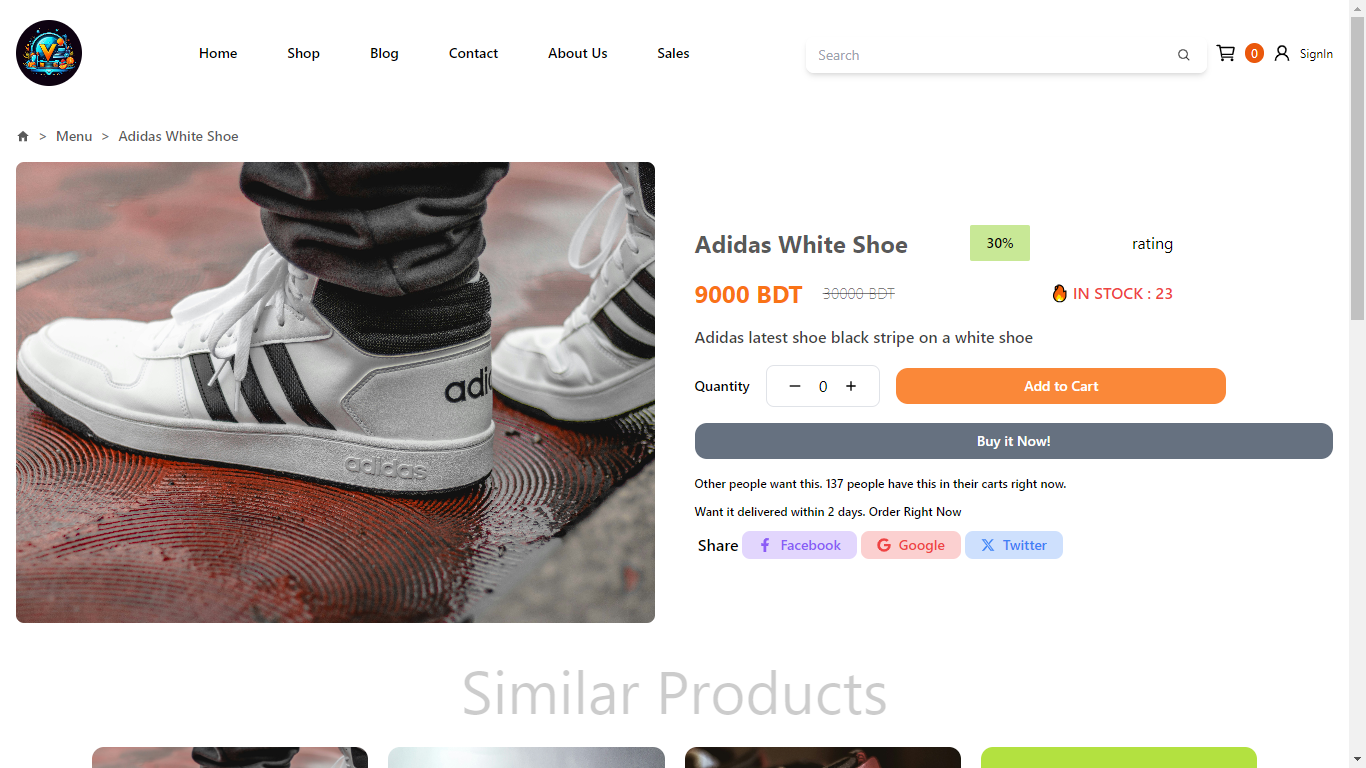 Home Shop Blog Contact About Us Sales Search 0 SignIn
> Menu > Adidas White Shoe
Adidas White Shoe 30% rating
9000 BDT 30000 BDT IN STOCK : 23
Adidas latest shoe black stripe on a white shoe
Quantity — 0 + Add to Cart
Buy it Now!
Other people want this. 137 people have this in their carts right now.
Want it delivered within 2 days. Order Right Now
Share Facebook Google Twitter
adi
adidas
Similar Products